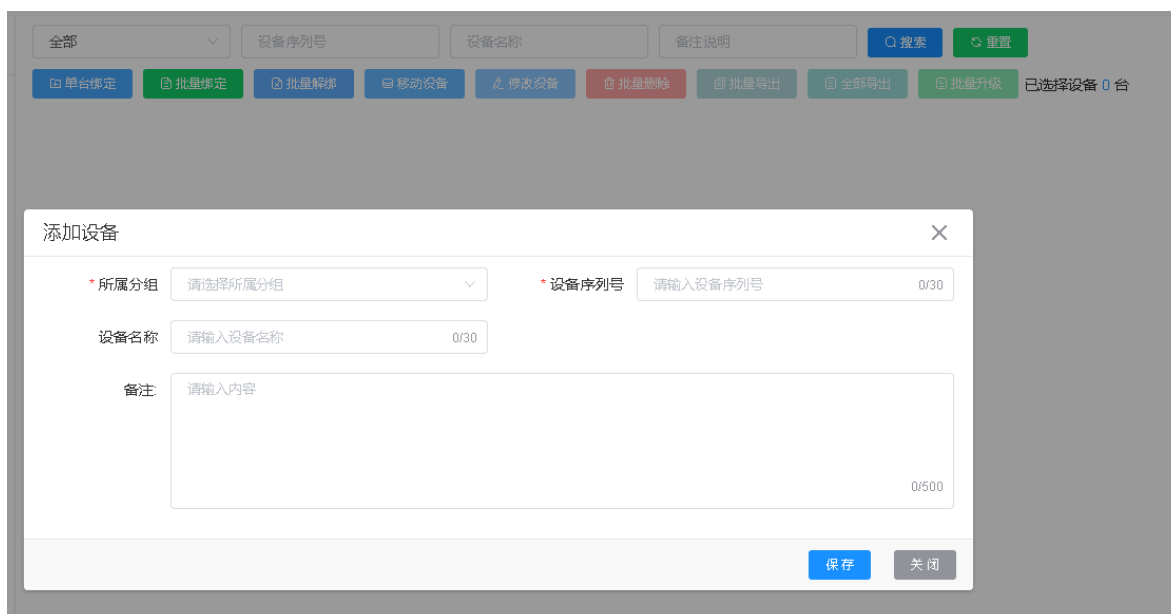 全部 设备序列号 设备名称 备注说明 搜索 重置
单台绑定 批量绑定 批量解绑 移动设备 修改设备 批量删除 批量导出 全部导出 批量升级 已选择设备 0 台
添加设备
* 所属分组 请选择所属分组 * 设备序列号 请输入设备序列号 0/30
设备名称 请输入设备名称 0/30
备注: 请输入内容
0/500
保存 关闭